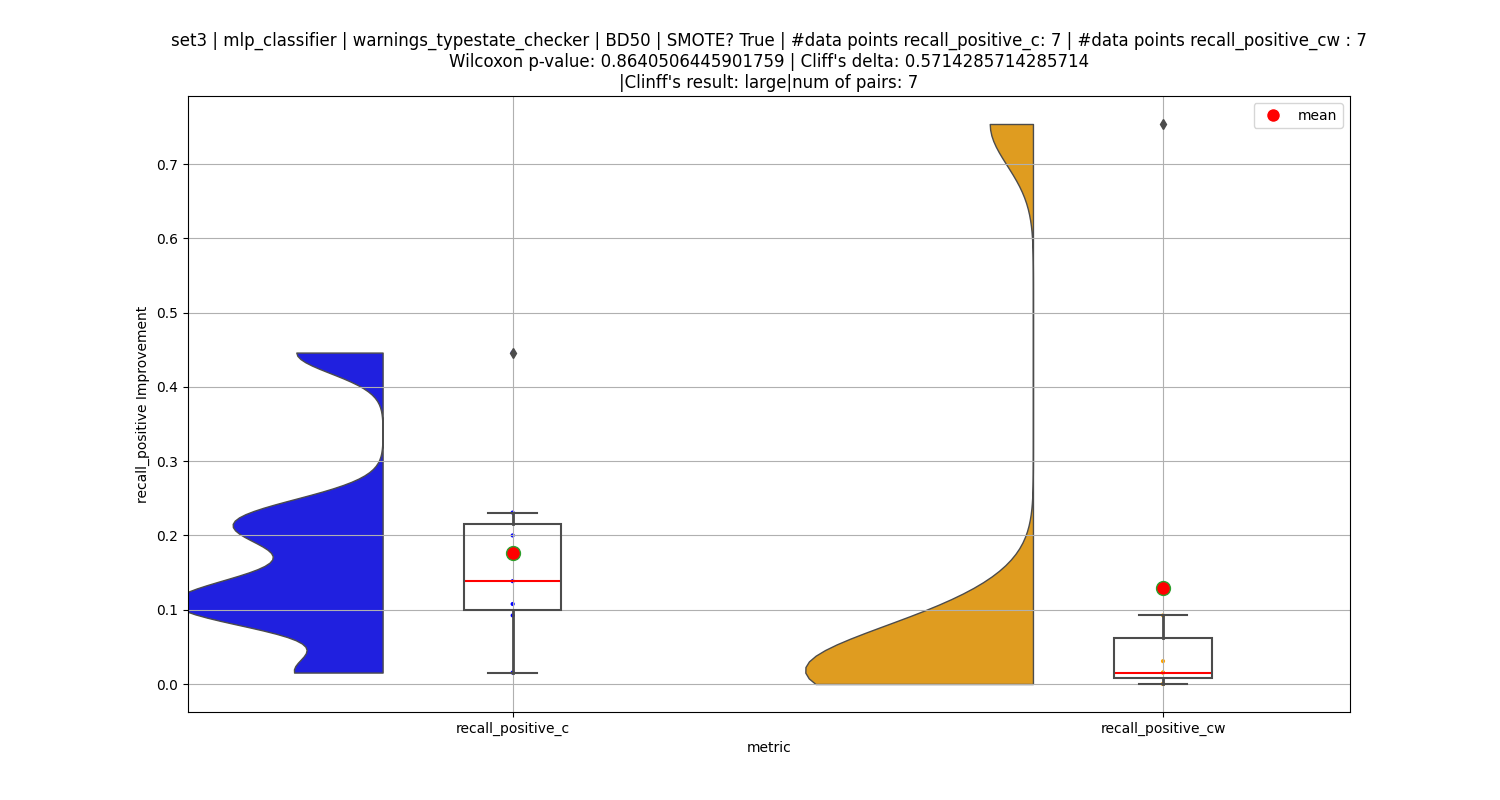 set3 | mlp_classifier | warnings_typestate_checker | BD50 | SMOTE? True | #data points recall_positive_c: 7 | #data points recall_positive_cw : 7
Wilcoxon p-value: 0.8640506445901759 | Cliff's delta: 0.5714285714285714
|Clinff's result: large|num of pairs: 7
mean
0.7
0.6
0.5
0.4
0.3
0.2
0.1
0.0
recall_positive Improvement
recall_positive_c
recall_positive_cw
metric